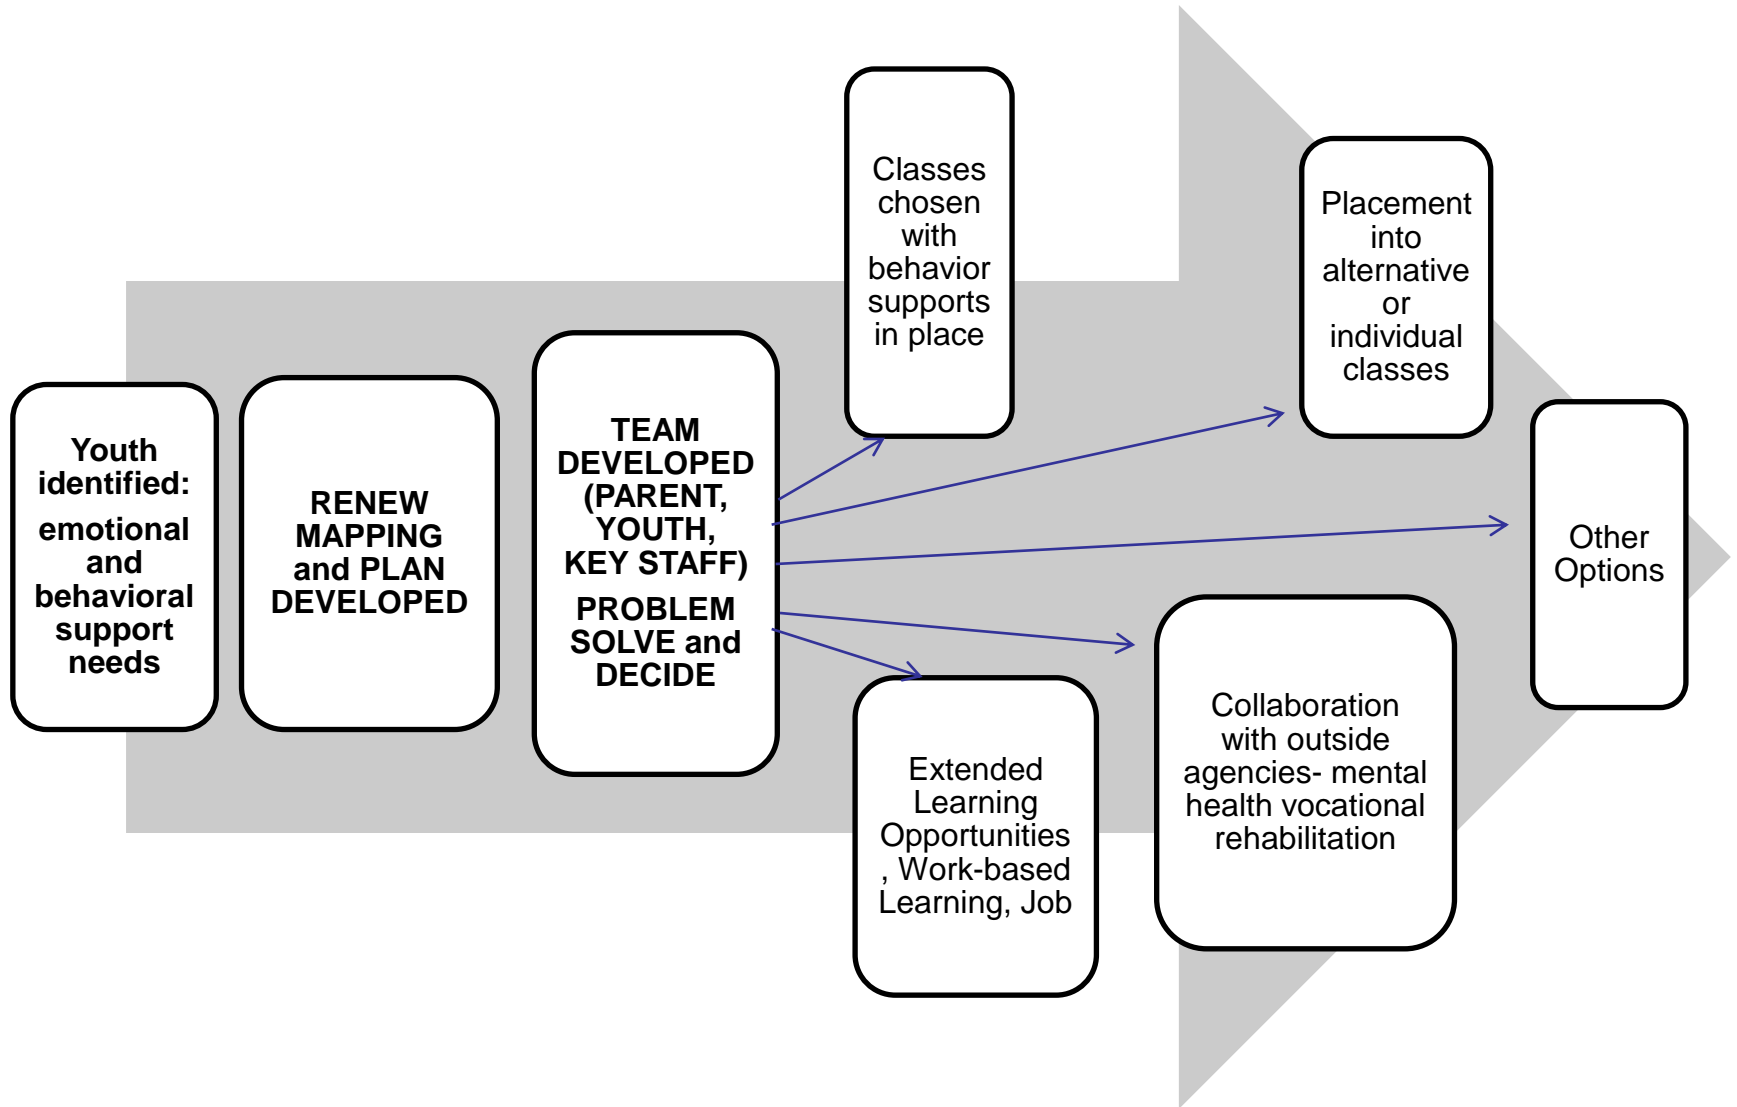 Youth
identified:
emotional
and
behavioral
support
needs
RENEW
MAPPING
and PLAN
DEVELOPED
TEAM
DEVELOPED
(PARENT,
YOUTH,
KEY STAFF)
PROBLEM
SOLVE and
DECIDE
Classes
chosen
with
behavior
supports
in place
Placement
into
alternative
or
individual
classes
Other
Options
Collaboration
with outside
agencies- mental
health vocational
rehabilitation
Extended
Learning
Opportunities
, Work-based
Learning, Job